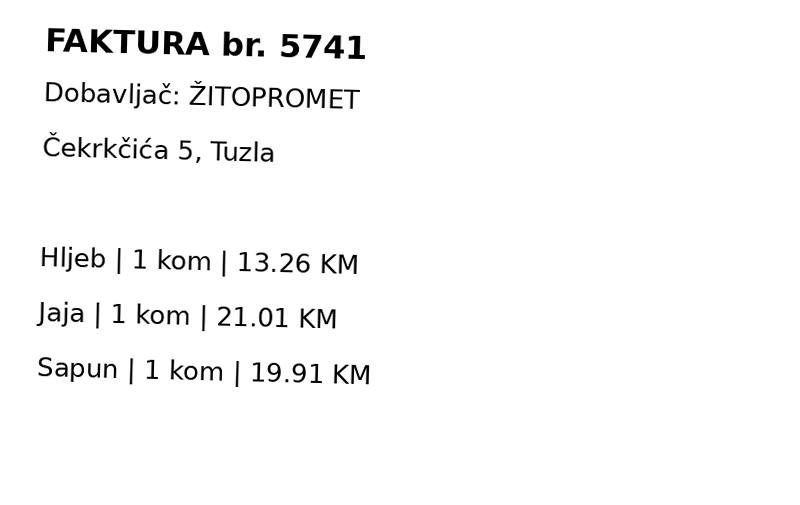 FAKTURA br. 5741
Dobavljač: ŽITOPROMET
Čekrkčića 5, Tuzla
Hljeb | 1 kom | 13.26 KM
Jaja | 1 kom | 21.01 KM
Sapun | 1 kom | 19.91 KM